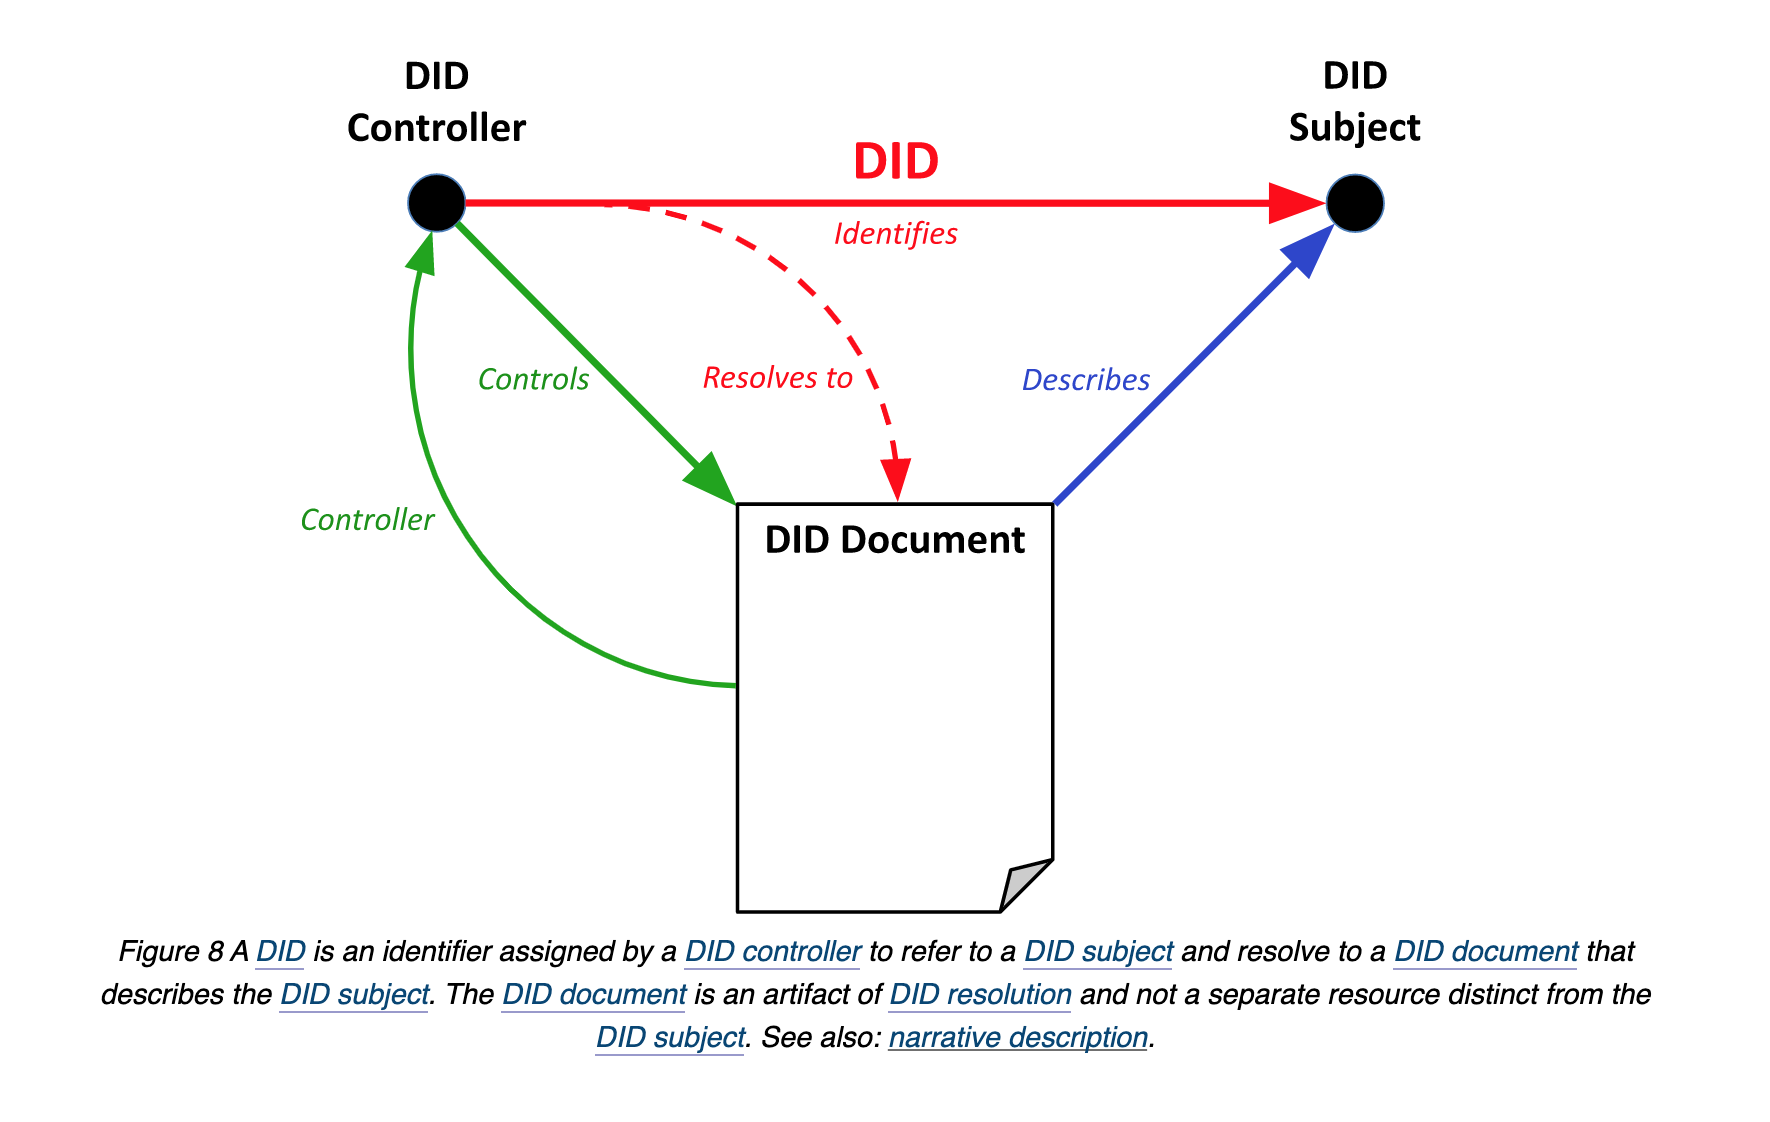 DID
Controller
DID
Subject
DID
Identifies
Controls
Resolves to
Describes
Controller
DID Document
Figure 8 A DID is an identifier assigned by a DID controller to refer to a DID subject and resolve to a DID document that
describes the DID subject. The DID document is an artifact of DID resolution and not a separate resource distinct from the
DID subject. See also: narrative description.